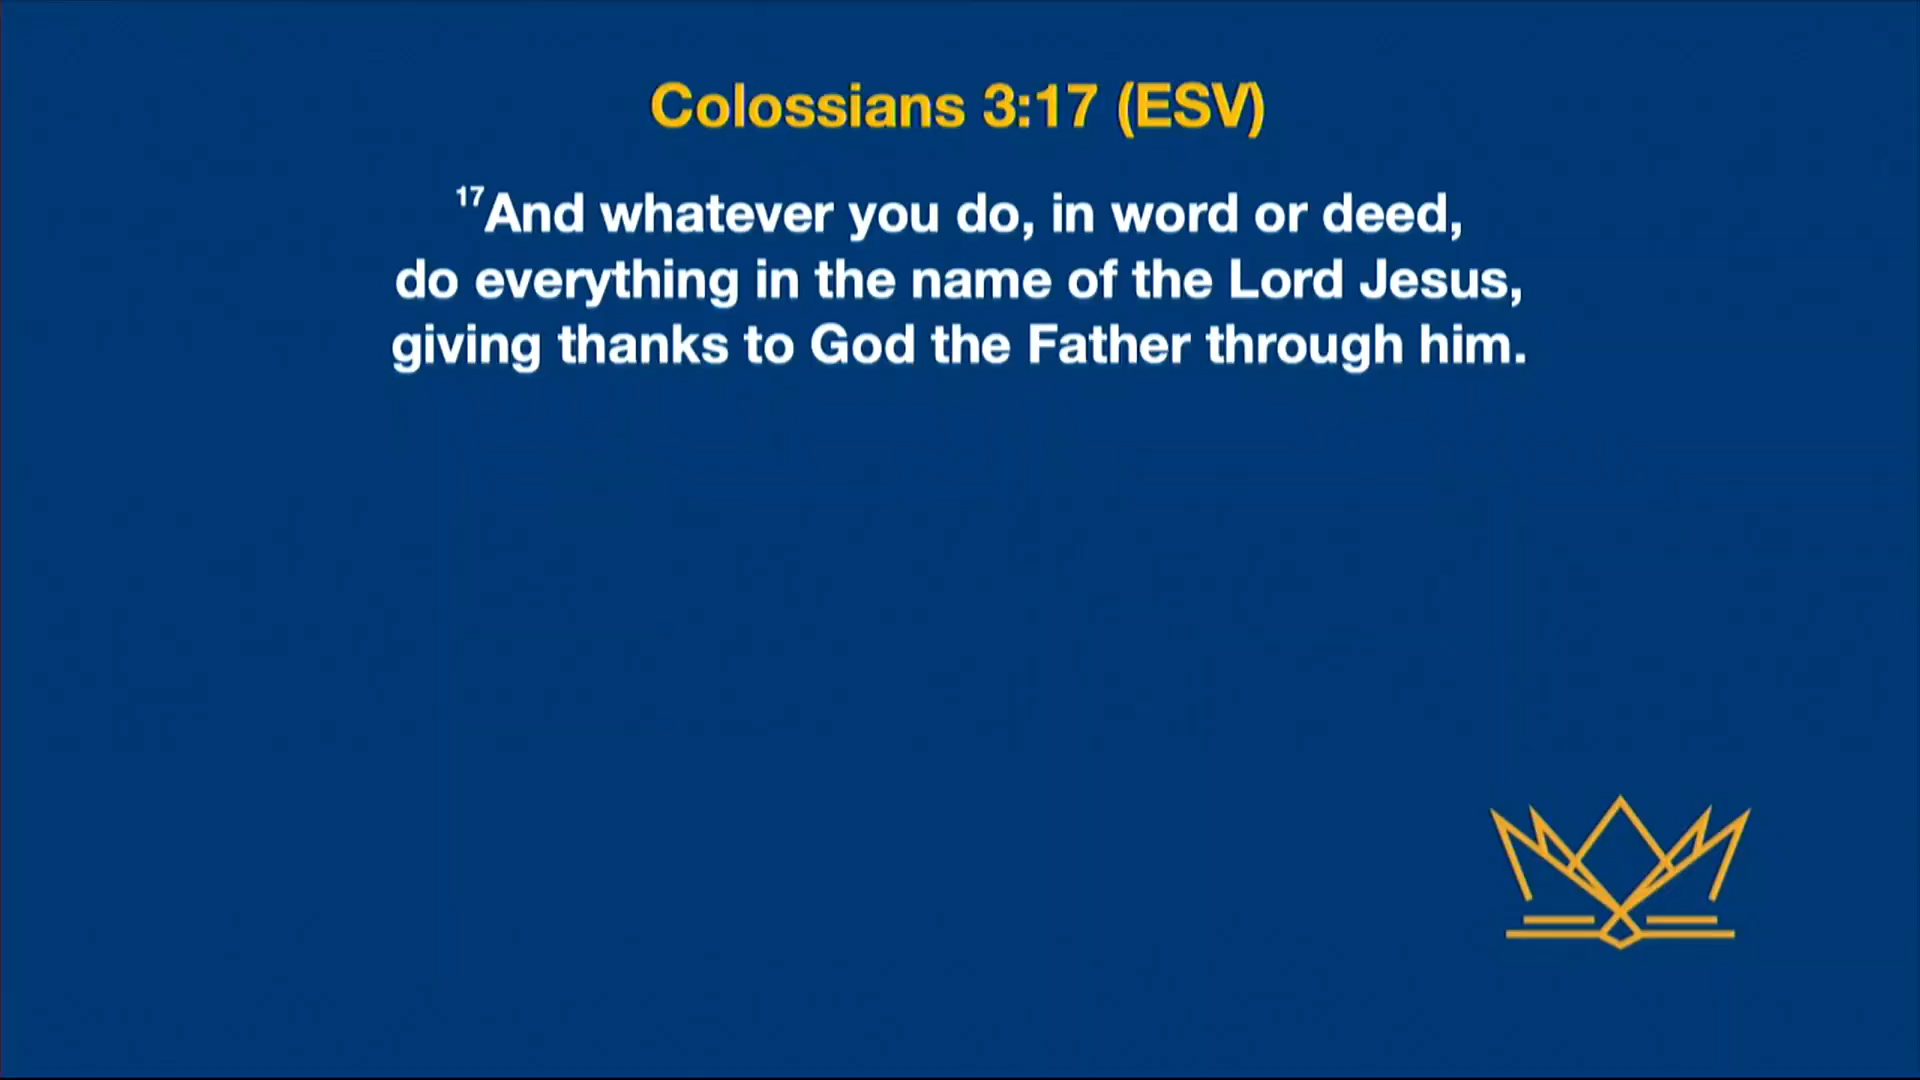 Colossians 3:17 (ESV)
17And whatever you do, in word or deed,
do everything in the name of the Lord Jesus,
giving thanks to God the Father through him.